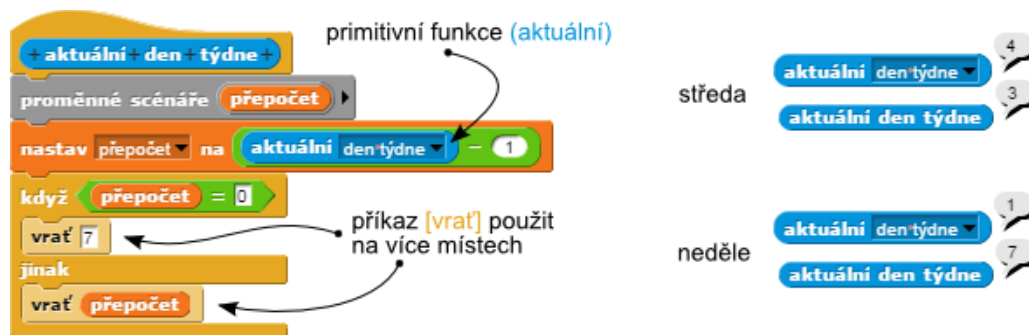 + aktuální + den + týdne +
proměnné scénáře přepočet
nastav přepočet na aktuální den týdne - 1
když přepočet = 0
vrať 7
jinak
vrať přepočet
primitivní funkce (aktuální)
příkaz [vrať] použit
na více místech
středa
aktuální den týdne 4
aktuální den týdne 3
neděle
aktuální den týdne 1
aktuální den týdne 7